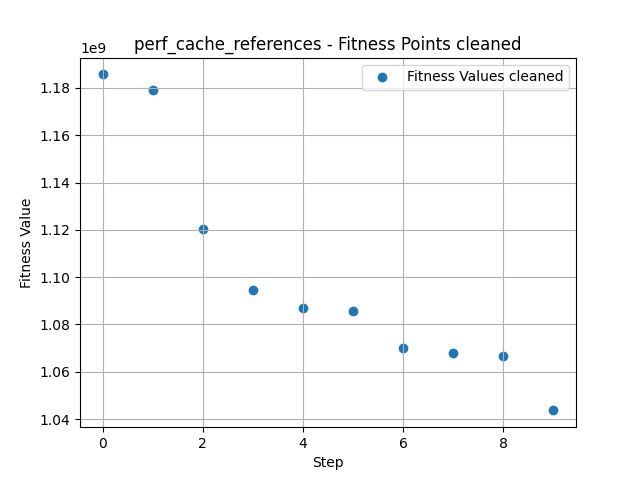 perf_cache_references - Fitness Points cleaned
1e9
Fitness Values cleaned
1.18
1.16
1.14
1.12
1.10
1.08
1.06
1.04
Fitness Value
0 2 4 6 8
Step